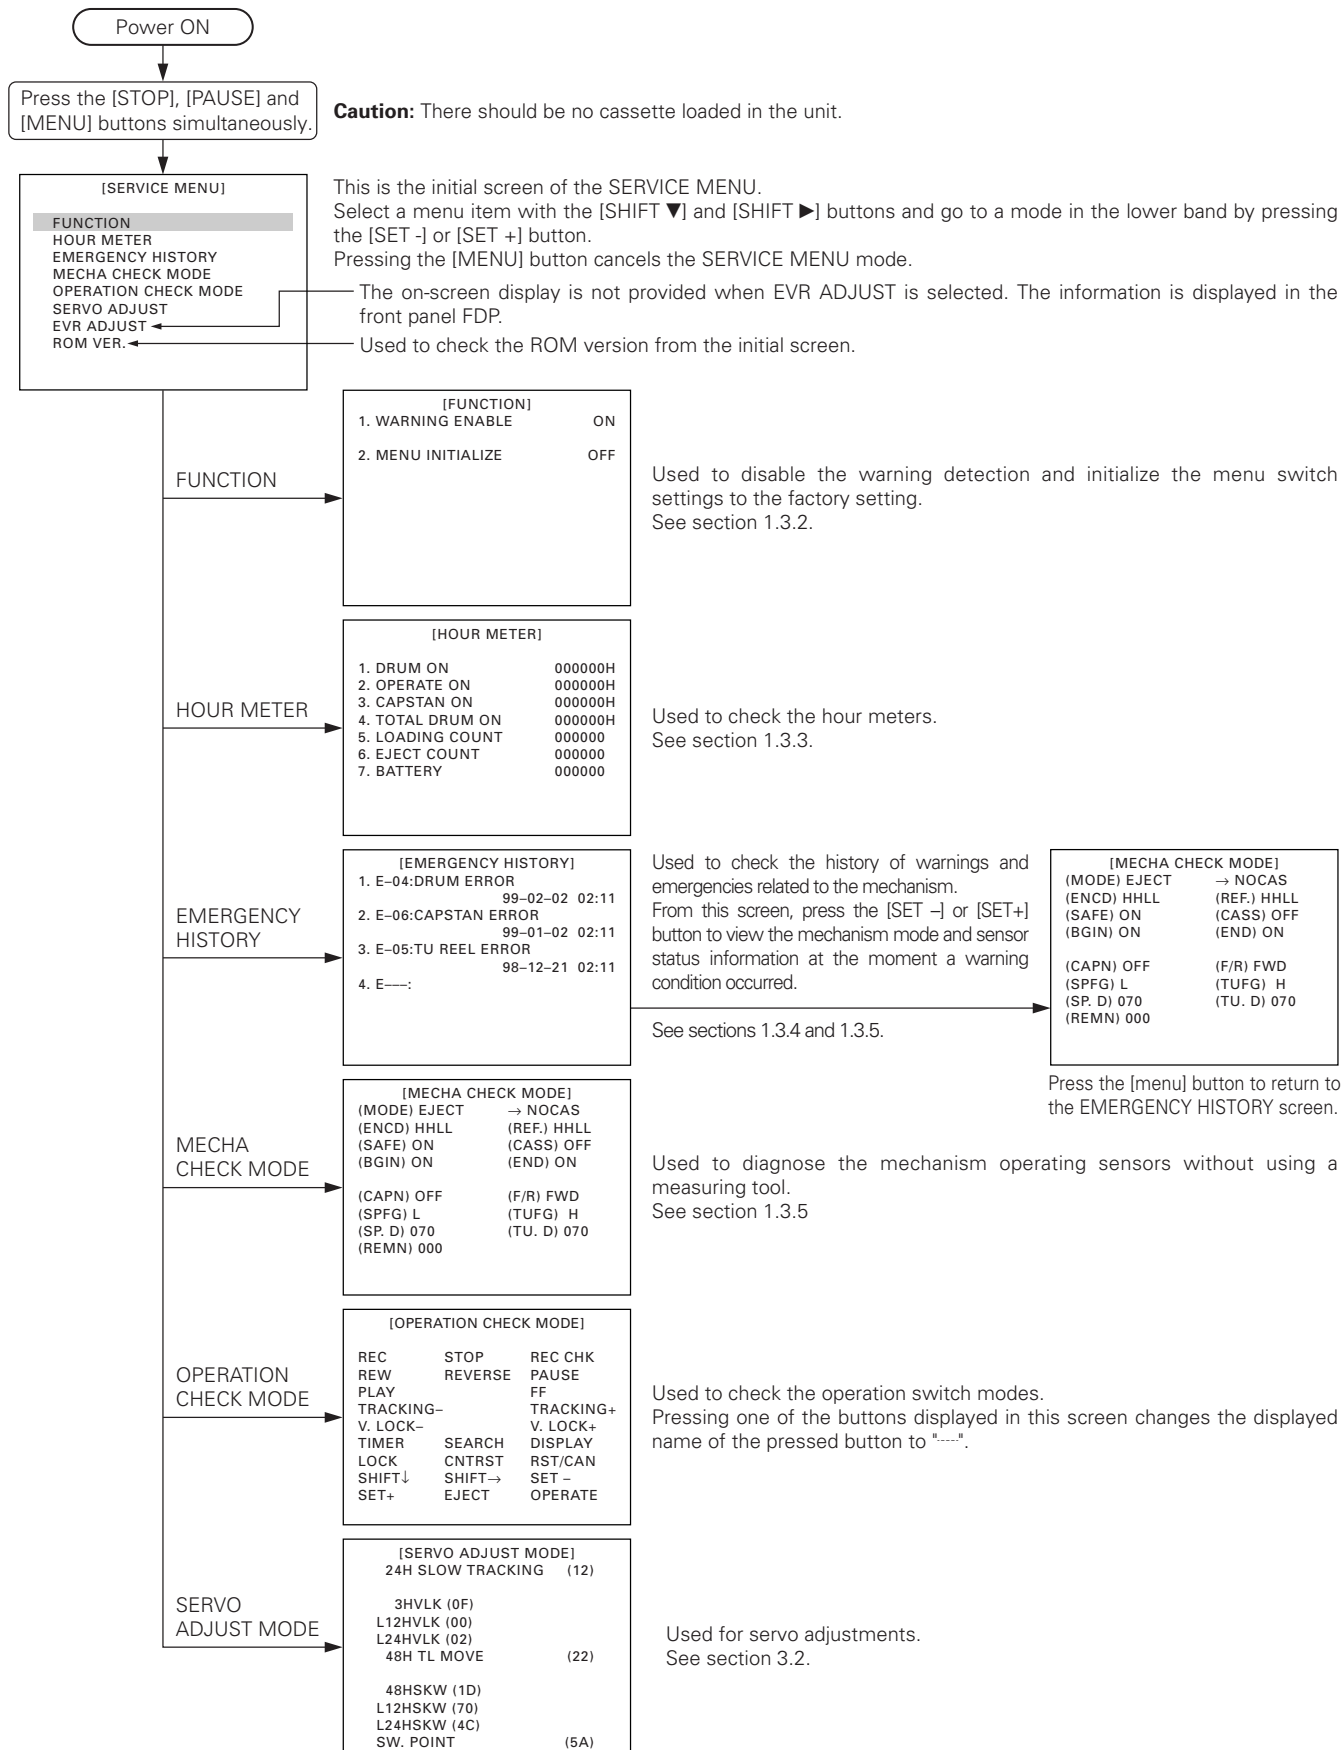 Power ON
Press the [STOP], [PAUSE] and
[MENU] buttons simultaneously.
Caution: There should be no cassette loaded in the unit.
[SERVICE MENU]
FUNCTION
HOUR METER
EMERGENCY HISTORY
MECHA CHECK MODE
OPERATION CHECK MODE
SERVO ADJUST
EVR ADJUST
ROM VER.
This is the initial screen of the SERVICE MENU.
Select a menu item with the [SHIFT ▼] and [SHIFT ►] buttons and go to a mode in the lower band by pressing
the [SET -] or [SET +] button.
Pressing the [MENU] button cancels the SERVICE MENU mode.
The on-screen display is not provided when EVR ADJUST is selected. The information is displayed in the
front panel FDP.
Used to check the ROM version from the initial screen.
FUNCTION
[FUNCTION]
1. WARNING ENABLE ON
2. MENU INITIALIZE OFF
Used to disable the warning detection and initialize the menu switch
settings to the factory setting.
See section 1.3.2.
HOUR METER
[HOUR METER]
1. DRUM ON 000000H
2. OPERATE ON 000000H
3. CAPSTAN ON 000000H
4. TOTAL DRUM ON 000000H
5. LOADING COUNT 000000
6. EJECT COUNT 000000
7. BATTERY 000000
Used to check the hour meters.
See section 1.3.3.
EMERGENCY
HISTORY
[EMERGENCY HISTORY]
1. E–04:DRUM ERROR
99–02–02 02:11
2. E–06:CAPSTAN ERROR
99–01–02 02:11
3. E–05:TU REEL ERROR
98–12–21 02:11
4. E–––:
Used to check the history of warnings and
emergencies related to the mechanism.
From this screen, press the [SET –] or [SET+]
button to view the mechanism mode and sensor
status information at the moment a warning
condition occurred.
See sections 1.3.4 and 1.3.5.
[MECHA CHECK MODE]
(MODE) EJECT → NOCAS
(ENCD) HHLL (REF.) HHLL
(SAFE) ON (CASS) OFF
(BGIN) ON (END) ON
(CAPN) OFF (F/R) FWD
(SPFG) L (TUFG) H
(SP. D) 070 (TU. D) 070
(REMN) 000
Press the [menu] button to return to
the EMERGENCY HISTORY screen.
MECHA
CHECK MODE
[MECHA CHECK MODE]
(MODE) EJECT → NOCAS
(ENCD) HHLL (REF.) HHLL
(SAFE) ON (CASS) OFF
(BGIN) ON (END) ON
(CAPN) OFF (F/R) FWD
(SPFG) L (TUFG) H
(SP. D) 070 (TU. D) 070
(REMN) 000
Used to diagnose the mechanism operating sensors without using a
measuring tool.
See section 1.3.5
OPERATION
CHECK MODE
[OPERATION CHECK MODE]
REC STOP REC CHK
REW REVERSE PAUSE
PLAY FF
TRACKING– TRACKING+
V. LOCK– V. LOCK+
TIMER SEARCH DISPLAY
LOCK CNTRST RST/CAN
SHIFT↓ SHIFT→ SET –
SET+ EJECT OPERATE
Used to check the operation switch modes.
Pressing one of the buttons displayed in this screen changes the displayed
name of the pressed button to "----".
SERVO
ADJUST MODE
[SERVO ADJUST MODE]
24H SLOW TRACKING (12)
3HVLK (0F)
L12HVLK (00)
L24HVLK (02)
48H TL MOVE (22)
48HSKW (1D)
L12HSKW (70)
L24HSKW (4C)
SW. POINT (5A)
Used for servo adjustments.
See section 3.2.